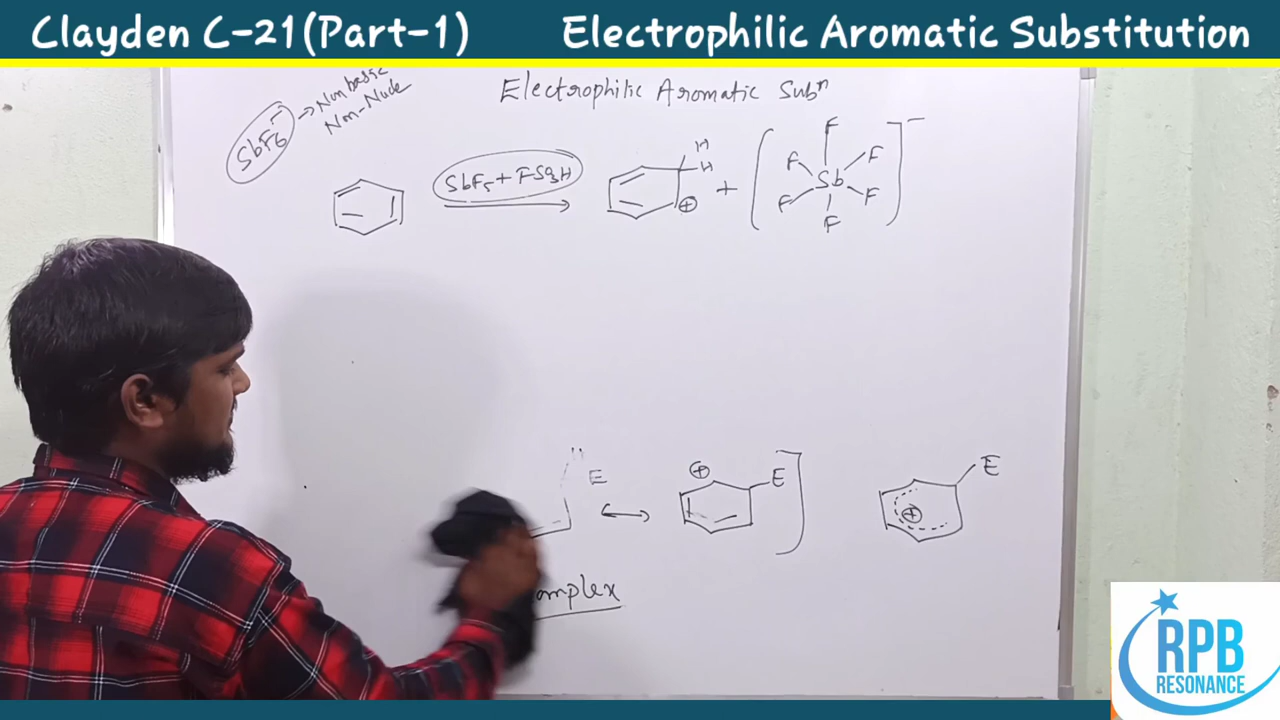 Clayden C-21(Part-1) Electrophilic Aromatic Substitution
Electrophilic Aromatic Subⁿ
SbF6⁻ → Non basic
Non-Nucle
SbF5 + FSO3H
H
H
⊕
+
F
F
F
Sb
F
F
F
−
E
⊕
E
E
⊕
omplex
RPB
RESONANCE